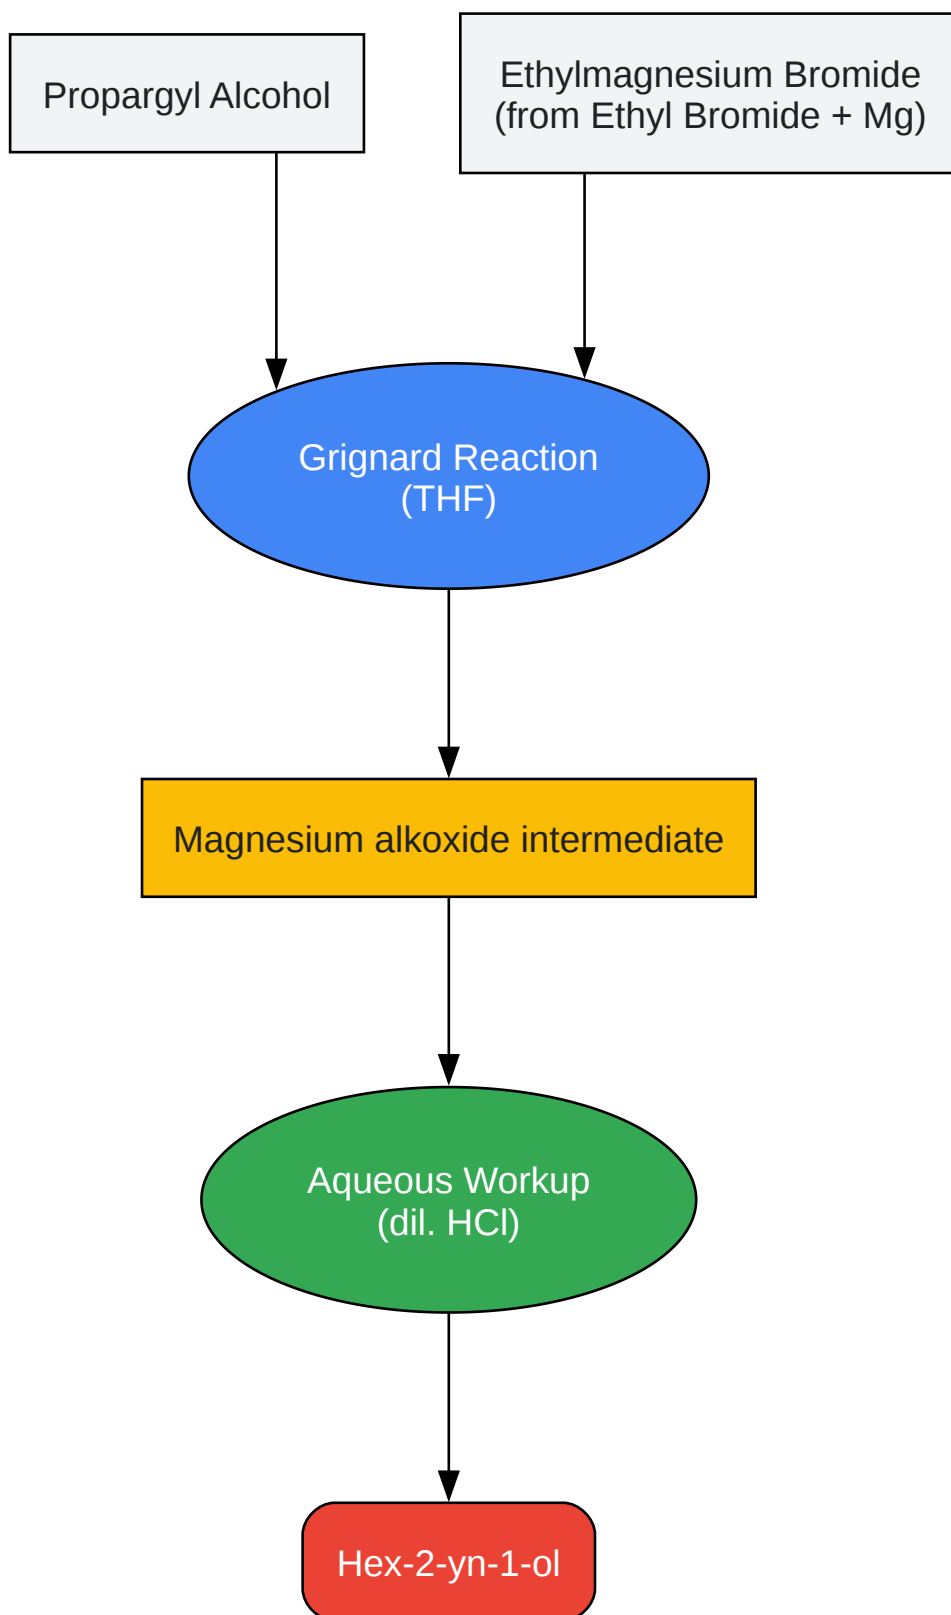 Propargyl Alcohol
Ethylmagnesium Bromide
(from Ethyl Bromide + Mg)
Grignard Reaction
(THF)
Magnesium alkoxide intermediate
Aqueous Workup
(dil. HCl)
Hex-2-yn-1-ol